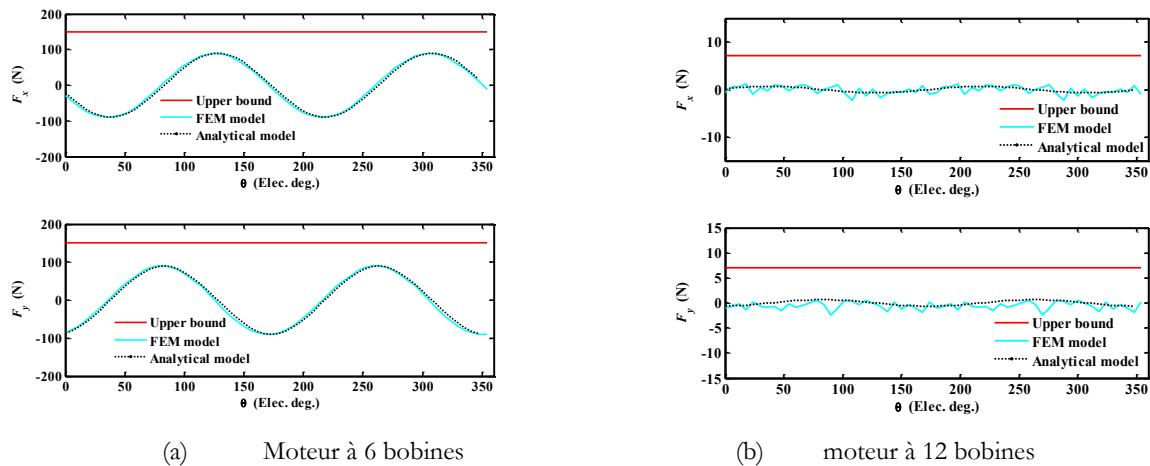 200
100
0
-100
-200
F_x (N)
Upper bound
FEM model
Analytical model
0 50 100 150 200 250 300 350
θ (Elec. deg.)
200
100
0
-100
-200
F_y (N)
Upper bound
FEM model
Analytical model
0 50 100 150 200 250 300 350
θ (Elec. deg.)
(a) Moteur à 6 bobines
10
0
-10
F_x (N)
Upper bound
FEM model
Analytical model
0 50 100 150 200 250 300 350
θ (Elec. deg.)
15
10
5
0
-5
-10
-15
F_y (N)
Upper bound
FEM model
Analytical model
0 50 100 150 200 250 300 350
θ (Elec. deg.)
(b) moteur à 12 bobines